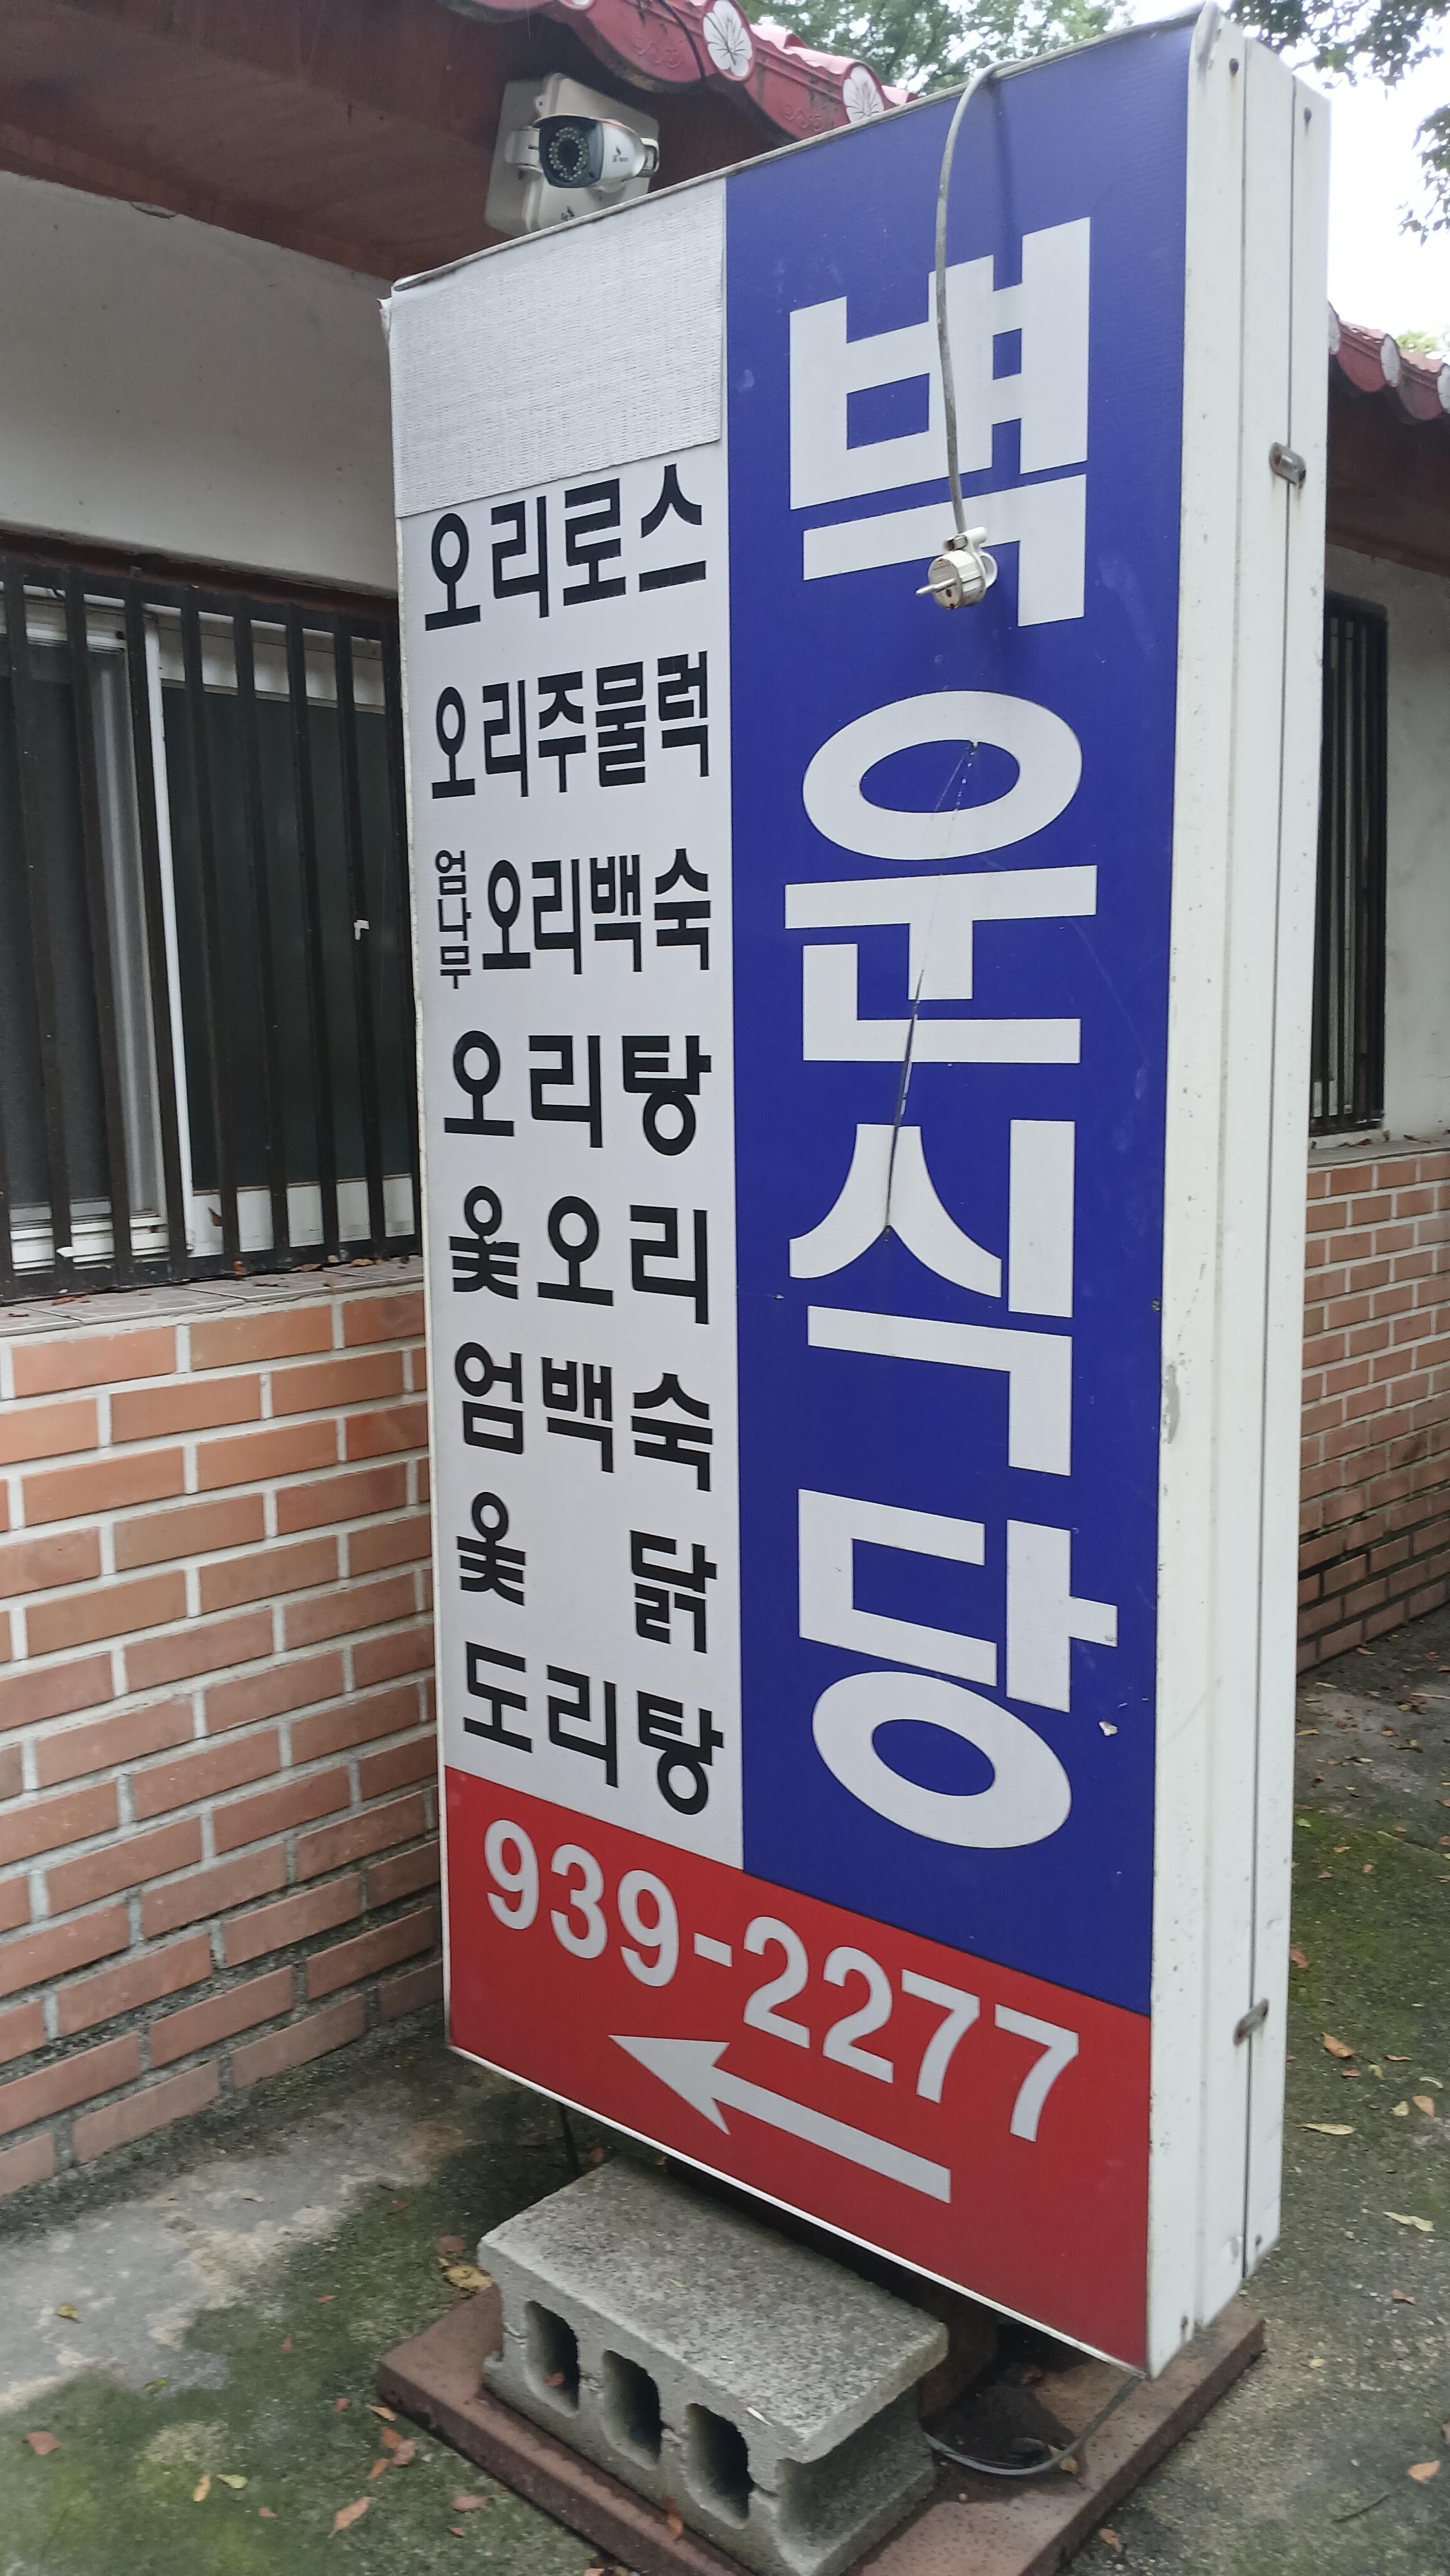 벽운식당
오리로스
오리주물럭
엄나무 오리백숙
오리탕
옻오리
엄백숙
옻 닭
도리탕
939-2277